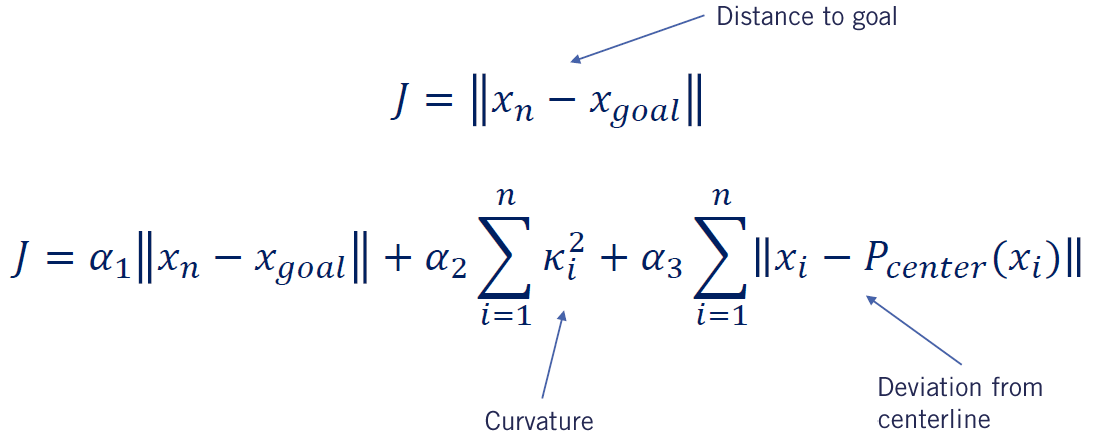 Distance to goal
J = ‖x_n − x_goal‖
J = α_1‖x_n − x_goal‖ + α_2 ∑_{i=1}^{n} κ_i^2 + α_3 ∑_{i=1}^{n} ‖x_i − P_center(x_i)‖
Curvature
Deviation from
centerline